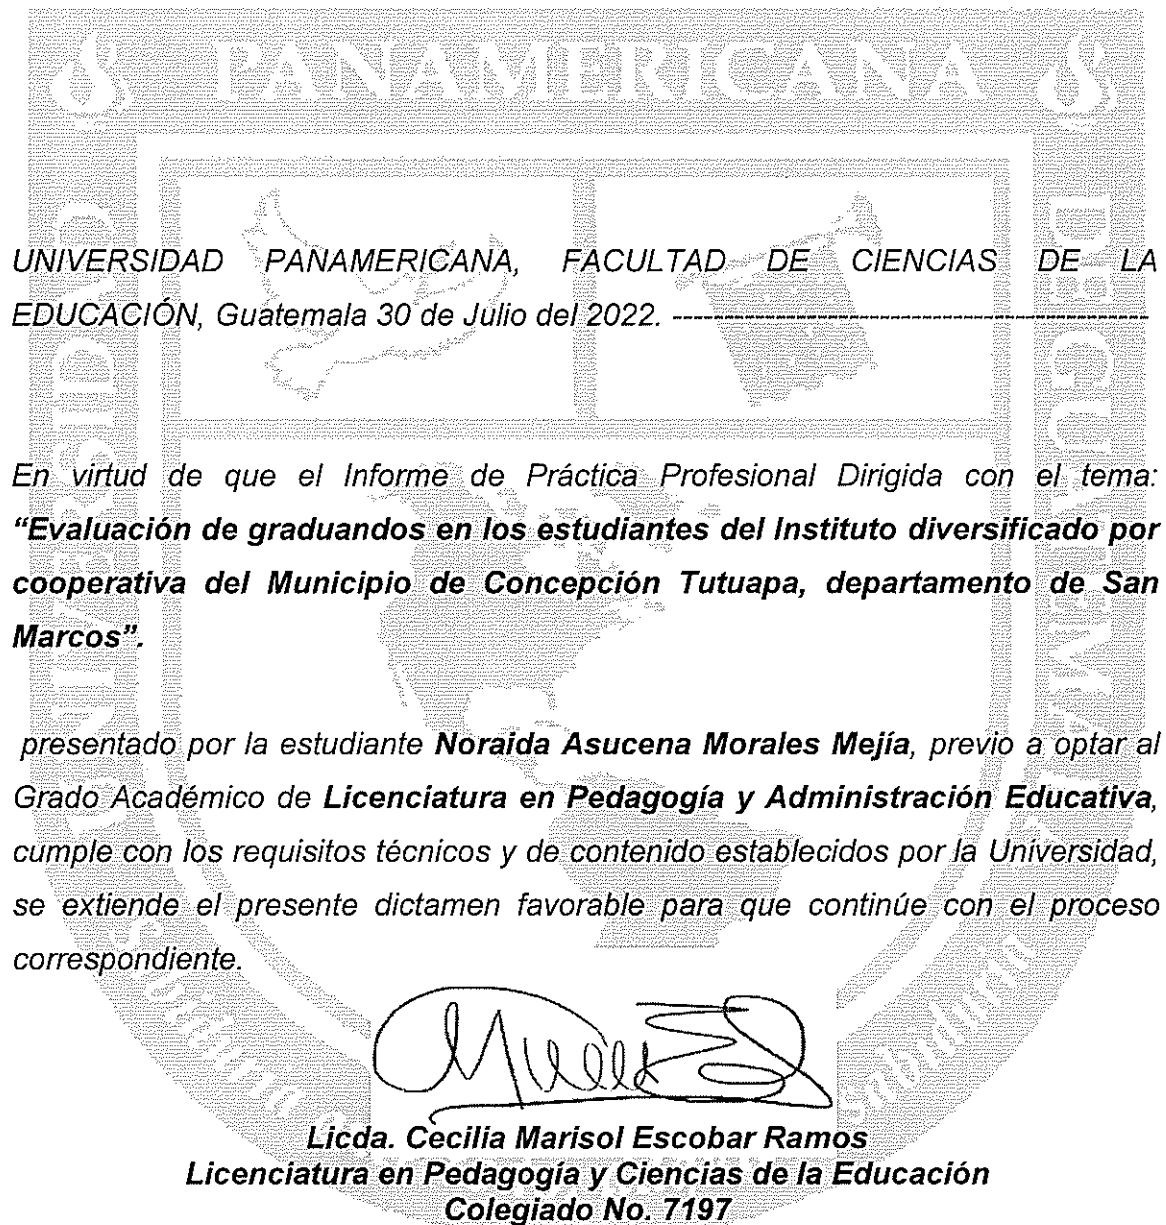 PANAMERICANA
UNIVERSIDAD PANAMERICANA, FACULTAD DE CIENCIAS DE LA
EDUCACIÓN, Guatemala 30 de Julio del 2022. ------------------------------------------------
En virtud de que el Informe de Práctica Profesional Dirigida con el tema:
“Evaluación de graduandos en los estudiantes del Instituto diversificado por
cooperativa del Municipio de Concepción Tutuapa, departamento de San
Marcos”.
presentado por la estudiante Noraida Asucena Morales Mejía, previo a optar al
Grado Académico de Licenciatura en Pedagogía y Administración Educativa,
cumple con los requisitos técnicos y de contenido establecidos por la Universidad,
se extiende el presente dictamen favorable para que continúe con el proceso
correspondiente.
Licda. Cecilia Marisol Escobar Ramos
Licenciatura en Pedagogía y Ciencias de la Educación
Colegiado No. 7197